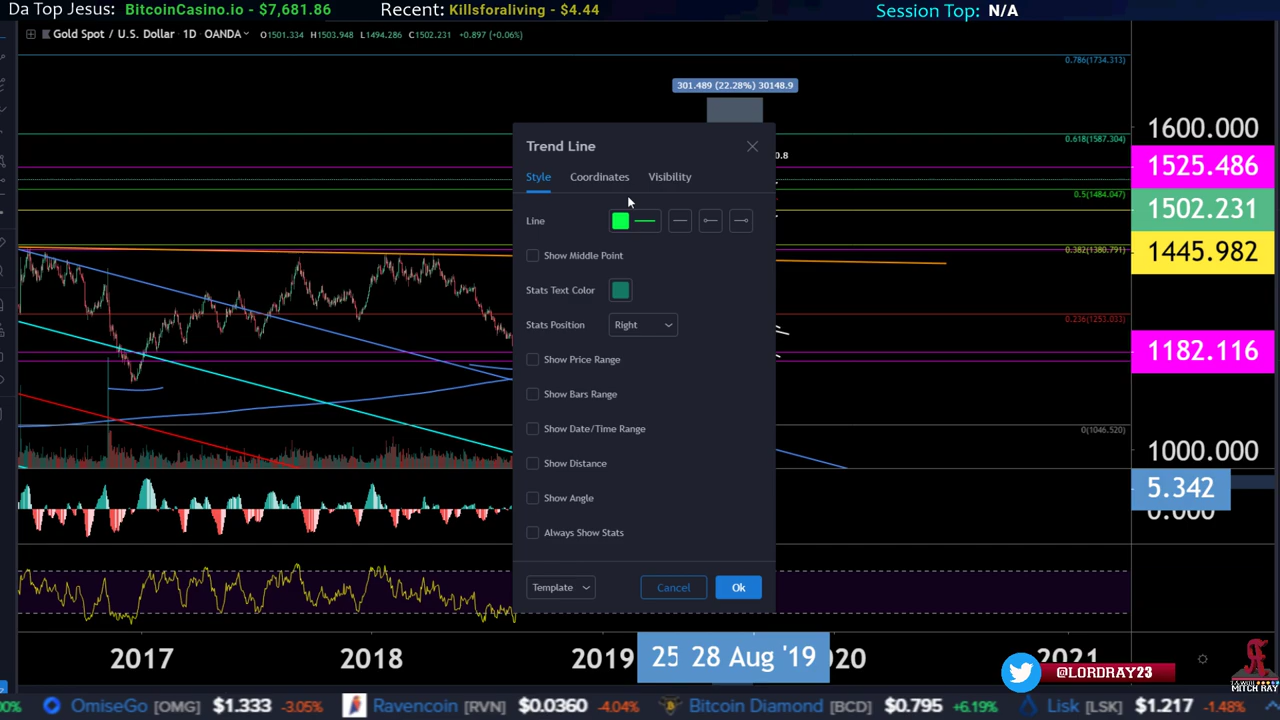 Da Top Jesus: BitcoinCasino.io - $7,681.86
Recent: Killsforaliving - $4.44
Session Top: N/A
Gold Spot / U.S. Dollar 1D OANDA
O1501.334 H1503.948 L1494.286 C1502.231 +0.897 (+0.06%)
0.786(1734.313)
301.489 (22.28%) 30148.9
1600.000
0.618(1587.304)
Trend Line
0.8
1525.486
Style Coordinates Visibility
0.5(1484.047)
1502.231
Line
0.382(1380.791)
1445.982
Show Middle Point
Stats Text Color
Stats Position Right
0.236(1253.033)
1182.116
Show Price Range
Show Bars Range
Show Date/Time Range
0(1046.520)
1000.000
Show Distance
5.342
0.000
Show Angle
Always Show Stats
Template Cancel Ok
2017 2018 2019 25 28 Aug '19 20 2021
@LORDRAY23
MITCH RAY
00% OmiseGo [OMG] $1.333 -3.05% Ravencoin [RVN] $0.0360 -4.04% Bitcoin Diamond [BCD] $0.795 +6.19% Lisk [LSK] $1.217 -1.48%